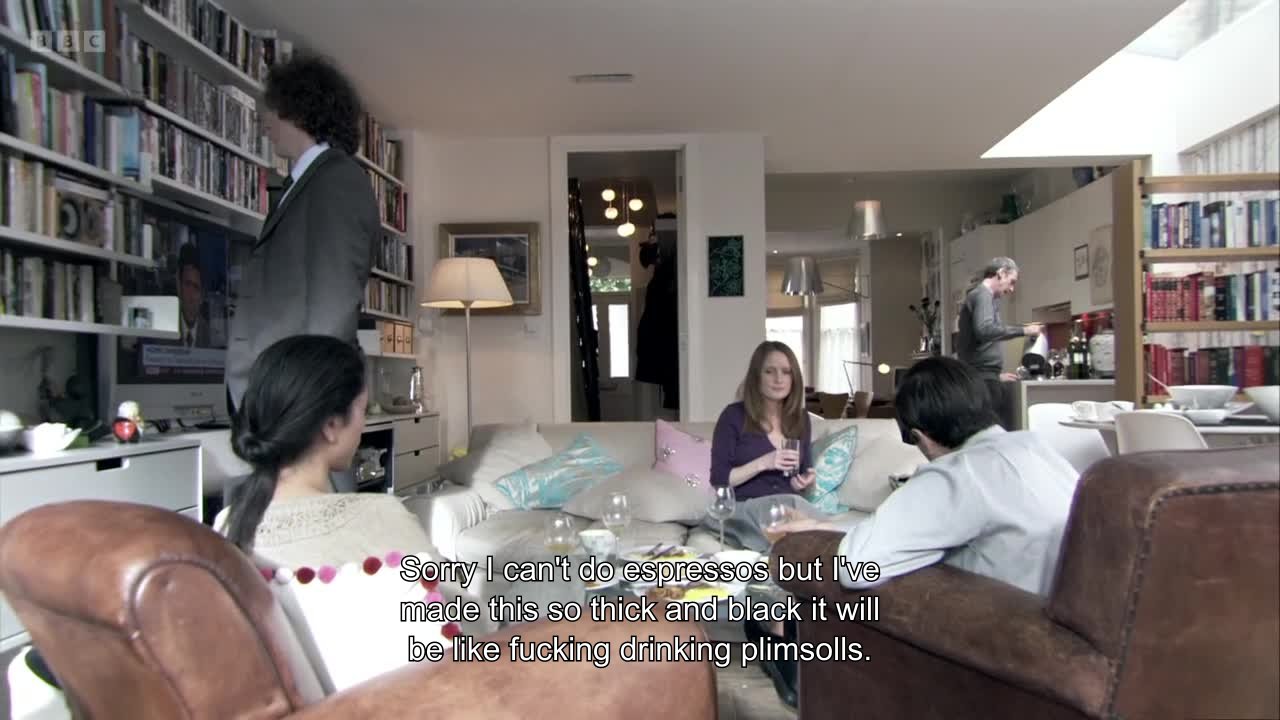 BBC
Sorry I can't do espressos but I've
made this so thick and black it will
be like fucking drinking plimsolls.